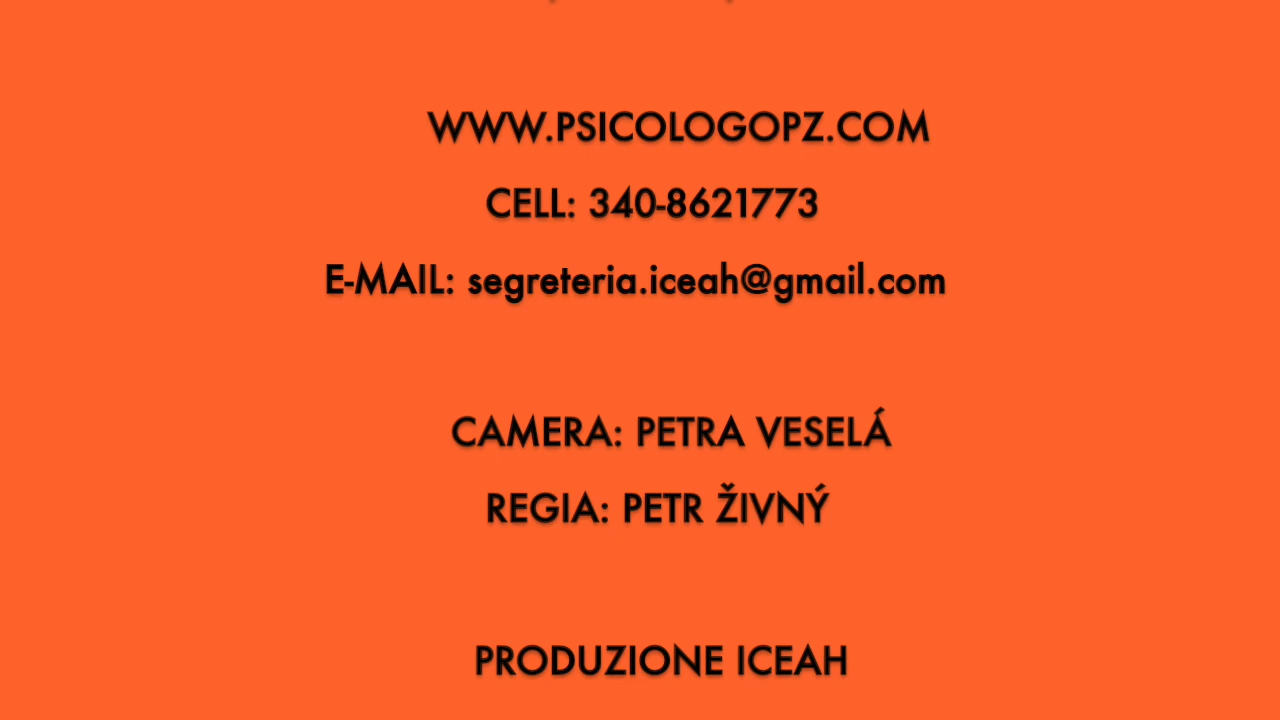 WWW.PSICOLOGOPZ.COM
CELL: 340-8621773
E-MAIL: segreteria.iceah@gmail.com
CAMERA: PETRA VESELÁ
REGIA: PETR ŽIVNÝ
PRODUZIONE ICEAH